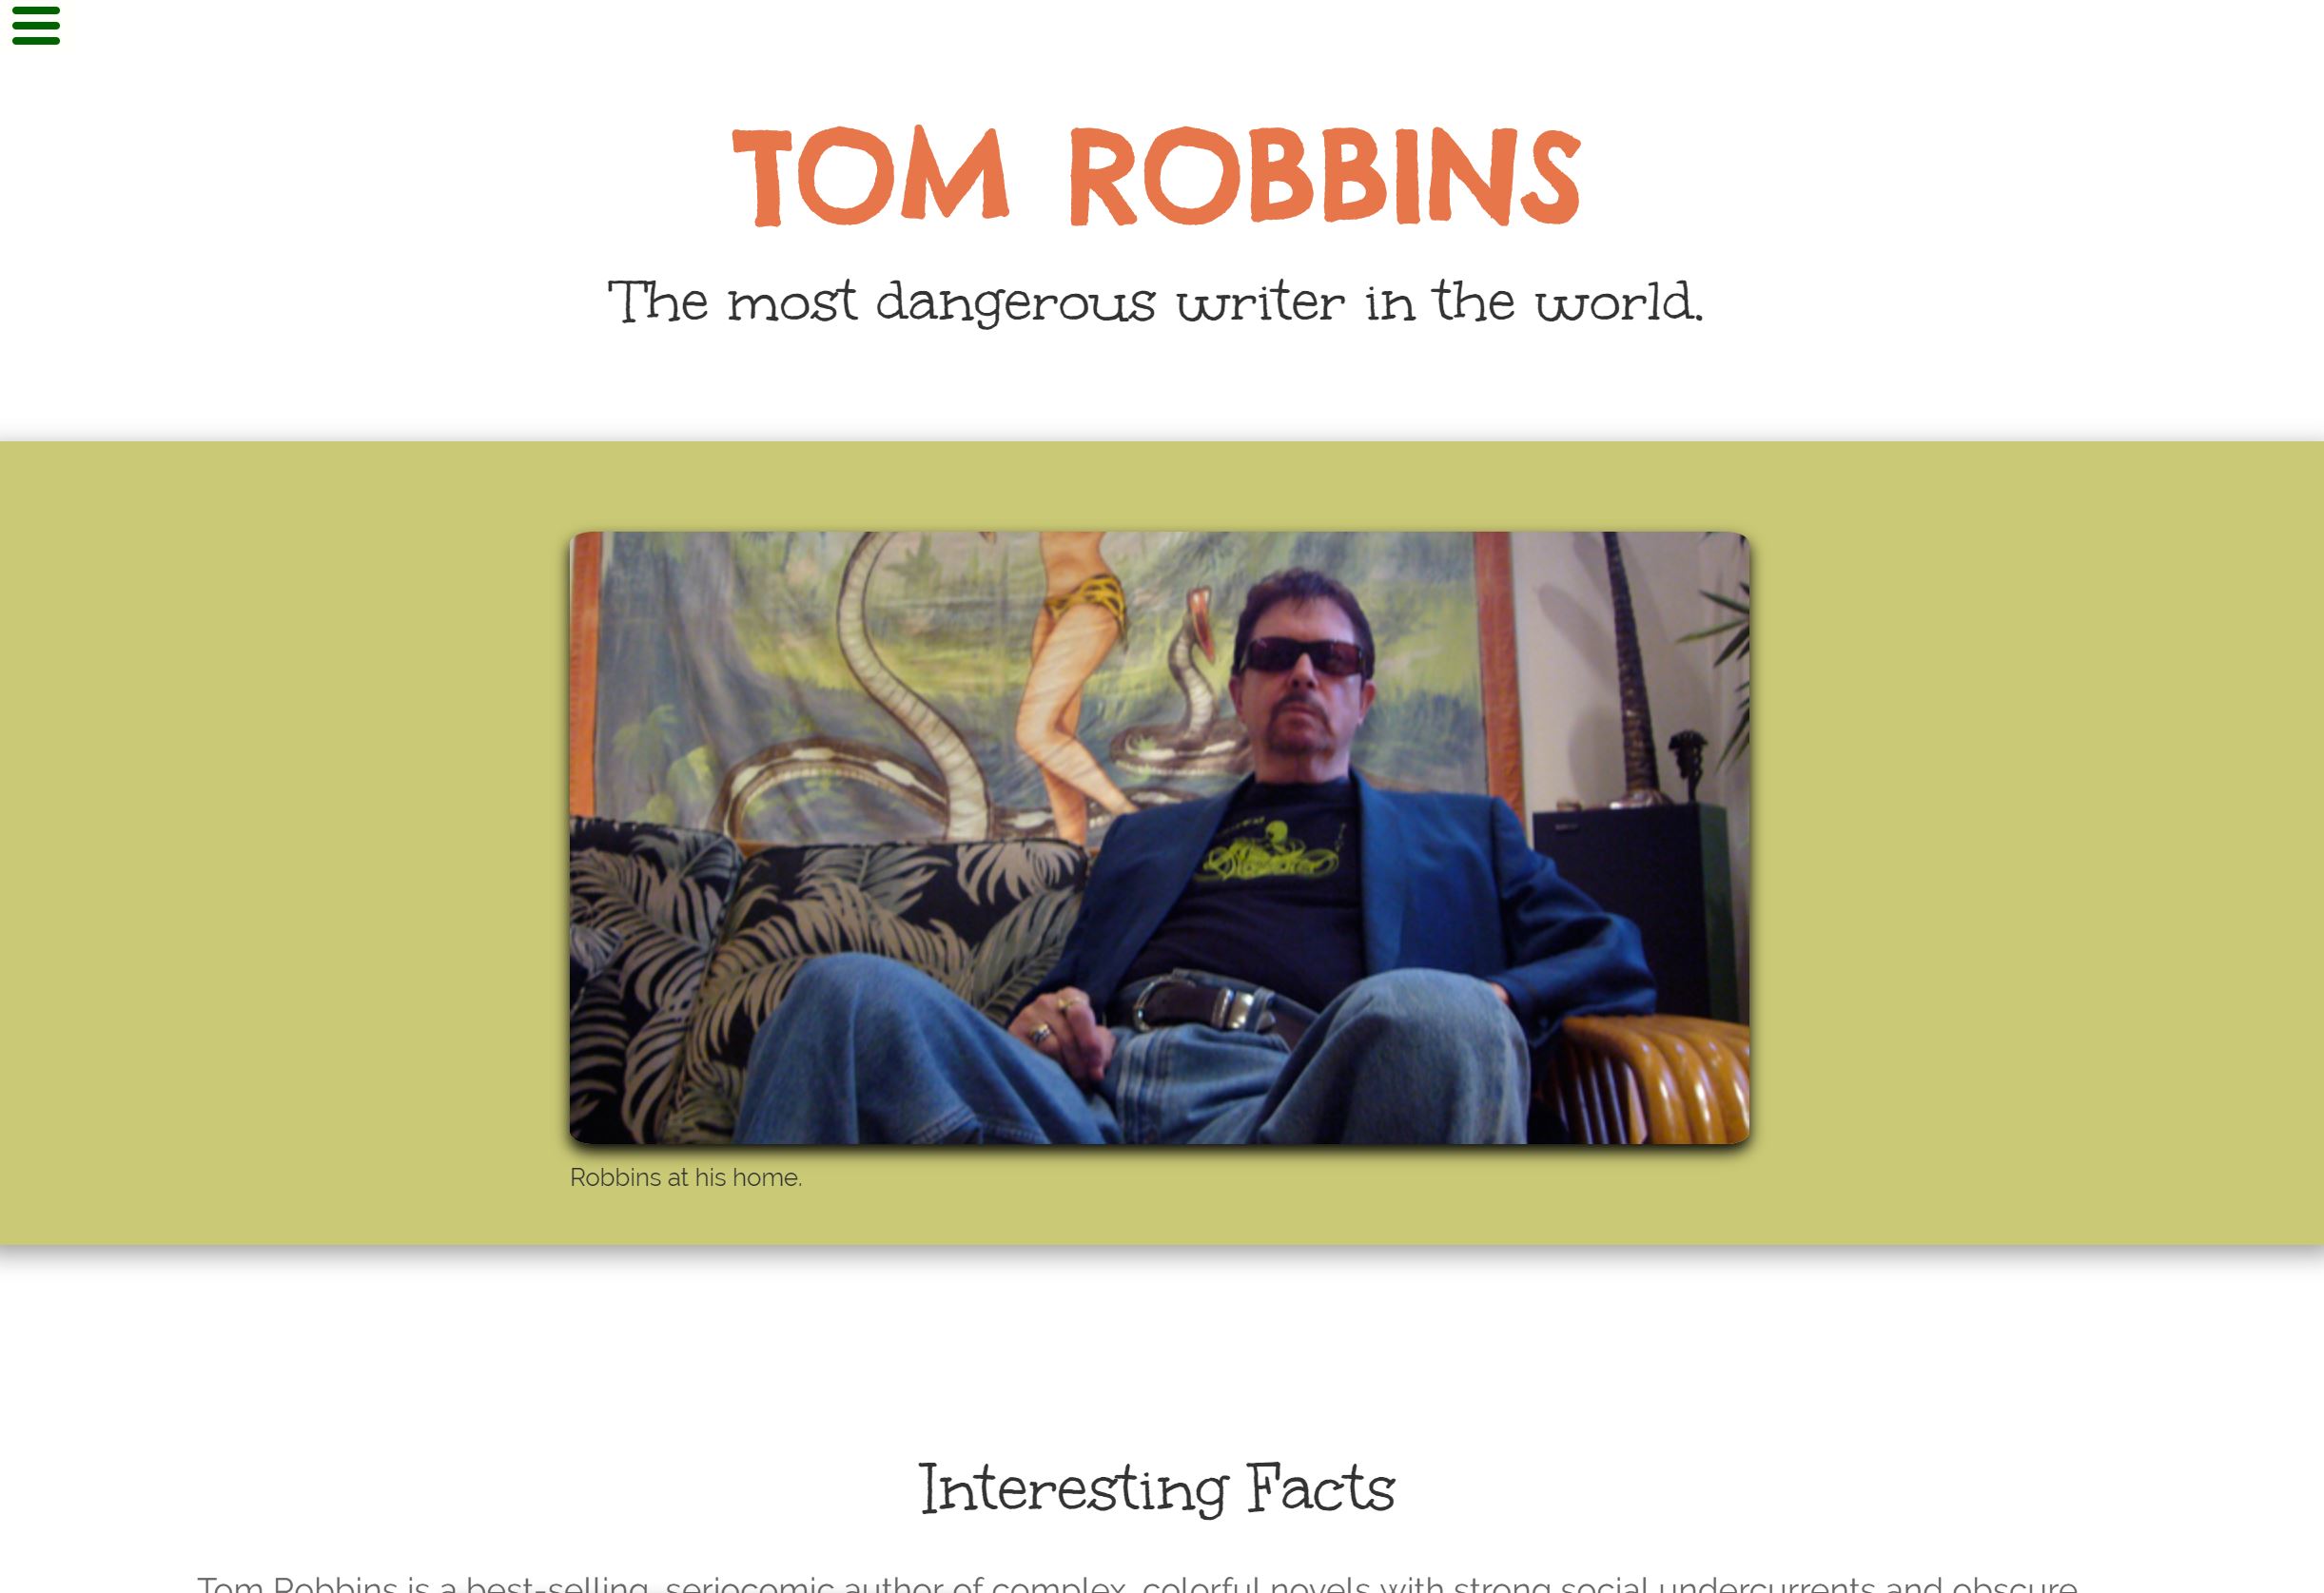 TOM ROBBINS
The most dangerous writer in the world.
Robbins at his home.
Interesting Facts
Tom Robbins is a best-selling, seriocomic author of complex, colorful novels with strong social undercurrents and obscure